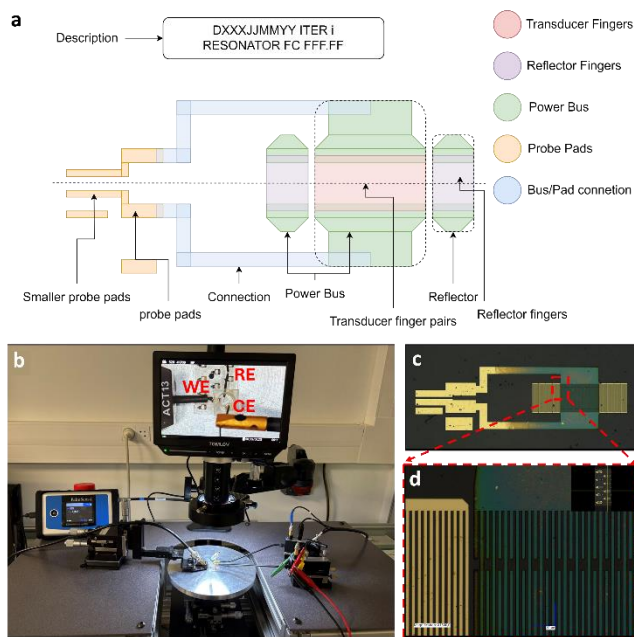 a
Description
DXXXJJMMYY ITER i
RESONATOR FC FFF.FF
Transducer Fingers
Reflector Fingers
Power Bus
Probe Pads
Bus/Pad connetion
Smaller probe pads
probe pads
Connection
Power Bus
Transducer finger pairs
Reflector
Reflector fingers
b
ACT13
WE
RE
CE
c
d